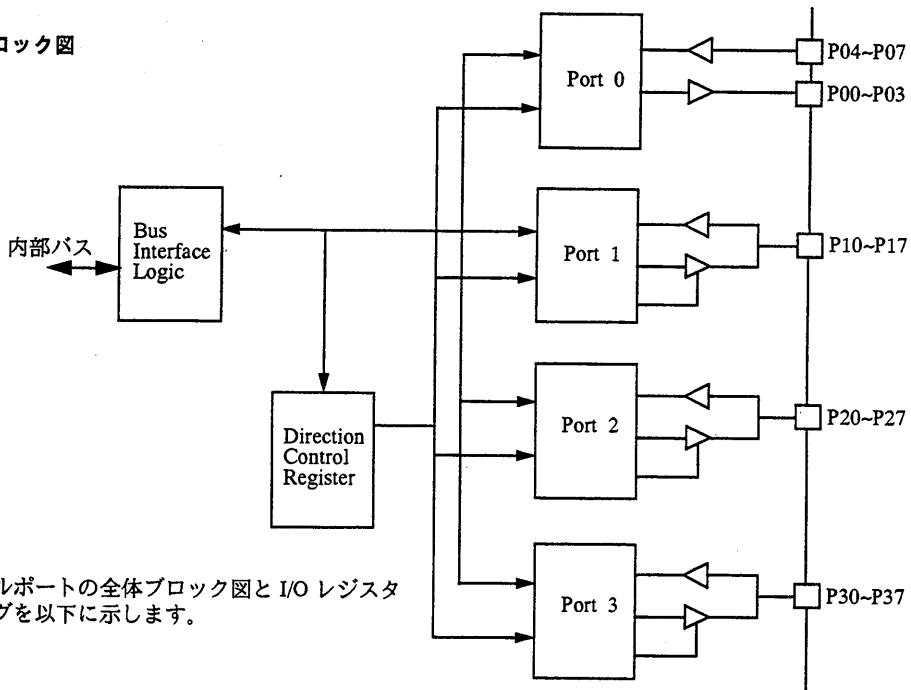 ロック図
Port 0
P04~P07
P00~P03
内部バス
Bus
Interface
Logic
Port 1
P10~P17
Direction
Control
Register
Port 2
P20~P27
Port 3
P30~P37
ルポートの全体ブロック図と I/O レジスタ
グを以下に示します。